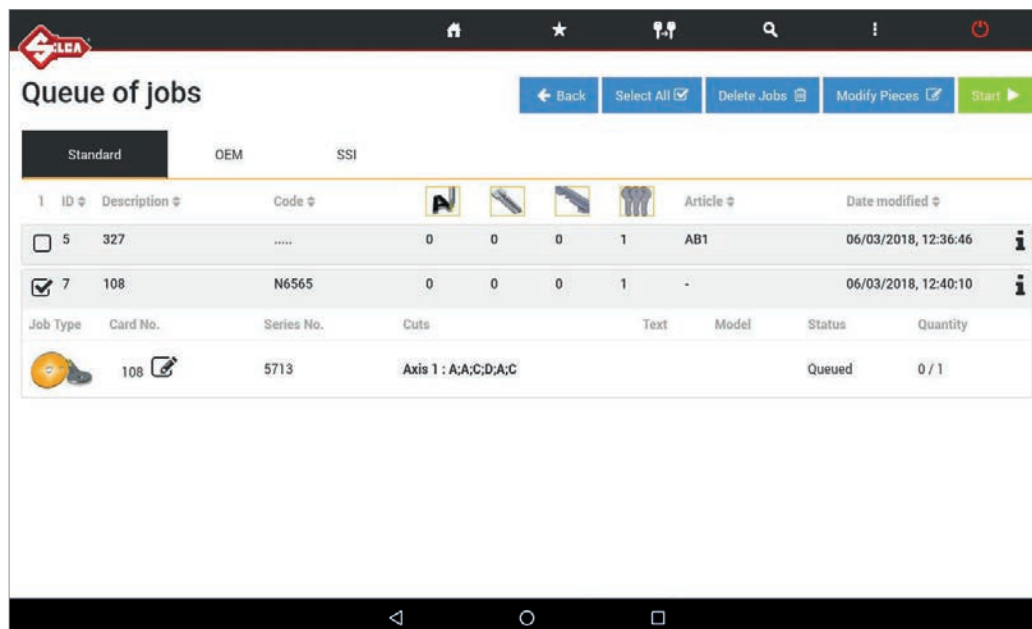 SILCA
Queue of jobs
Back Select All Delete Jobs Modify Pieces Start
Standard OEM SSI
1 ID Description Code A Article Date modified
5 327 ..... 0 0 0 1 AB1 06/03/2018, 12:36:46 i
7 108 N6565 0 0 0 1 - 06/03/2018, 12:40:10 i
Job Type Card No. Series No. Cuts Text Model Status Quantity
108 5713 Axis 1 : A;A;C;D;A;C Queued 0 / 1